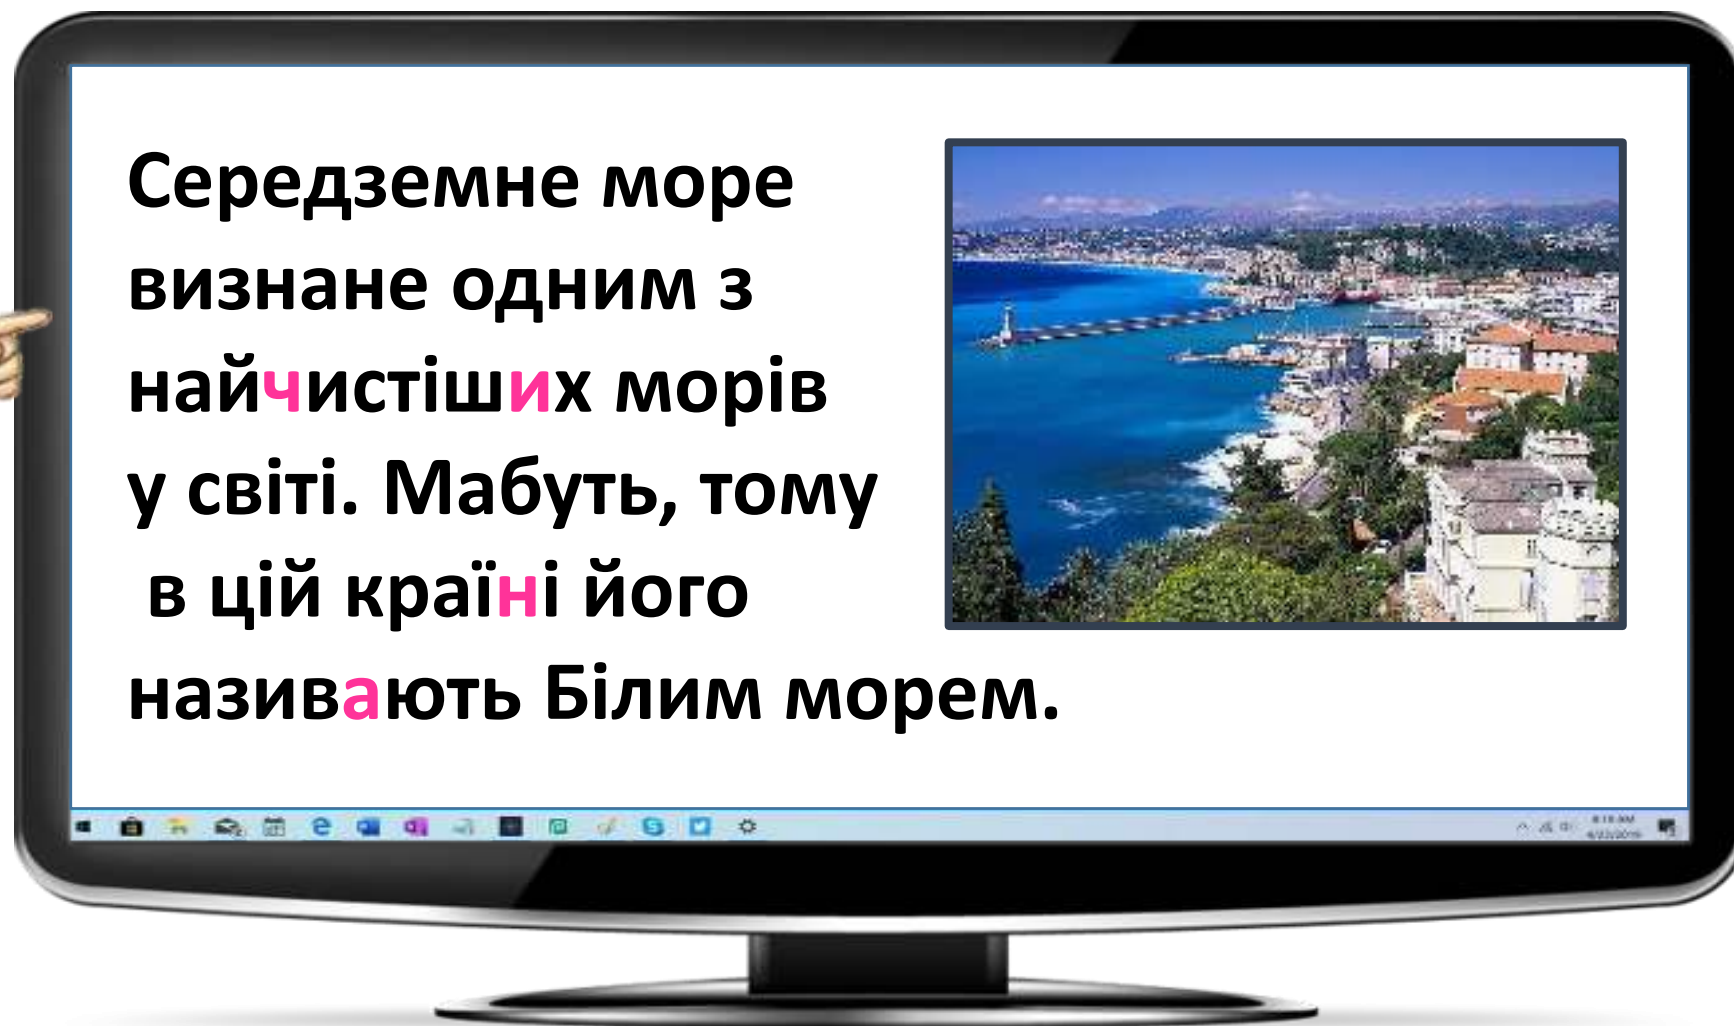 Середземне море
визнане одним з
найчистіших морів
у світі. Мабуть, тому
в цій країні його
називають Білим морем.